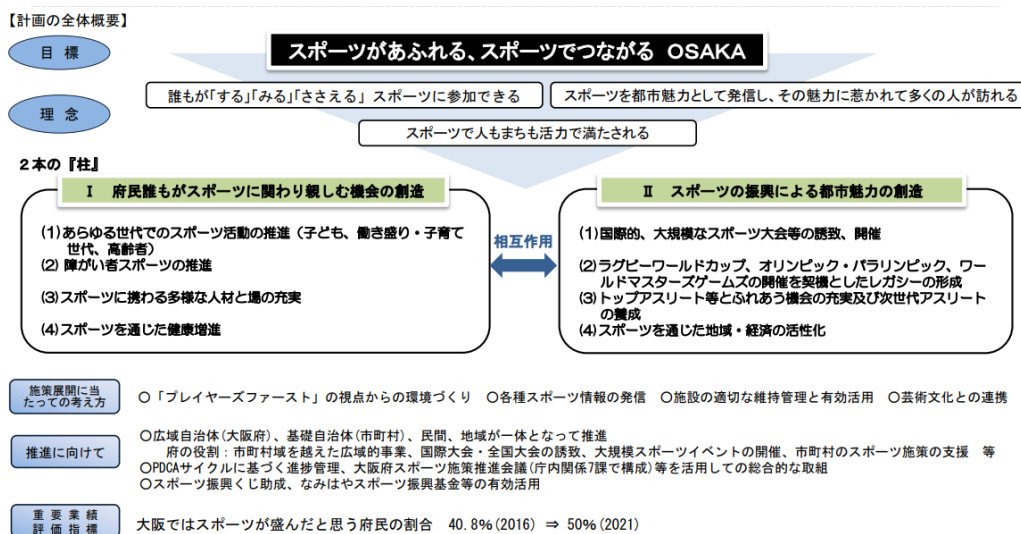 【計画の全体概要】
目 標
スポーツがあふれる、スポーツでつながる OSAKA
理 念
誰もが「する」「みる」「ささえる」スポーツに参加できる
スポーツを都市魅力として発信し、その魅力に惹かれて多くの人が訪れる
スポーツで人もまちも活力で満たされる
2本の『柱』
Ⅰ 府民誰もがスポーツに関わり親しむ機会の創造
(1)あらゆる世代でのスポーツ活動の推進（子ども、働き盛り・子育て
世代、高齢者）
(2) 障がい者スポーツの推進
(3)スポーツに携わる多様な人材と場の充実
(4)スポーツを通じた健康増進
相互作用
Ⅱ スポーツの振興による都市魅力の創造
(1)国際的、大規模なスポーツ大会等の誘致、開催
(2)ラグビーワールドカップ、オリンピック・パラリンピック、ワー
ルドマスターズゲームズの開催を契機としたレガシーの形成
(3)トップアスリート等とふれあう機会の充実及び次世代アスリート
の養成
(4)スポーツを通じた地域・経済の活性化
施策展開に当
たっての考え方
○「プレイヤーズファースト」の視点からの環境づくり ○各種スポーツ情報の発信 ○施設の適切な維持管理と有効活用 ○芸術文化との連携
推進に向けて
○広域自治体(大阪府)、基礎自治体(市町村)、民間、地域が一体となって推進
府の役割：市町村域を越えた広域的事業、国際大会・全国大会の誘致、大規模スポーツイベントの開催、市町村のスポーツ施策の支援 等
○PDCAサイクルに基づく進捗管理、大阪府スポーツ施策推進会議(庁内関係7課で構成)等を活用しての総合的な取組
○スポーツ振興くじ助成、なみはやスポーツ振興基金等の有効活用
重 要 業 績
評 価 指 標
大阪ではスポーツが盛んだと思う府民の割合 40.8%(2016) ⇒ 50%(2021)